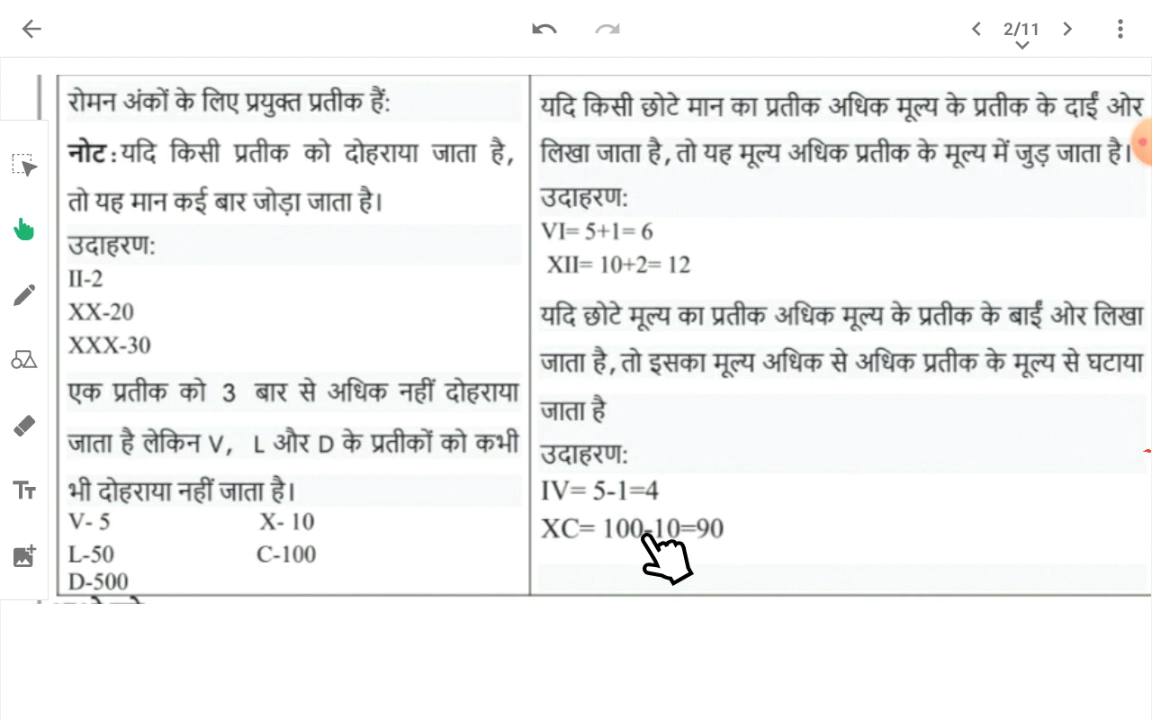 2/11
रोमन अंकों के लिए प्रयुक्त प्रतीक हैं:
नोट:यदि किसी प्रतीक को दोहराया जाता है,
तो यह मान कई बार जोड़ा जाता है।
उदाहरण:
II-2
XX-20
XXX-30
एक प्रतीक को 3 बार से अधिक नहीं दोहराया
जाता है लेकिन V, L और D के प्रतीकों को कभी
भी दोहराया नहीं जाता है।
V- 5 X- 10
L-50 C-100
D-500
यदि किसी छोटे मान का प्रतीक अधिक मूल्य के प्रतीक के दाईं ओर
लिखा जाता है, तो यह मूल्य अधिक प्रतीक के मूल्य में जुड़ जाता है।
उदाहरण:
VI= 5+1= 6
XII= 10+2= 12
यदि छोटे मूल्य का प्रतीक अधिक मूल्य के प्रतीक के बाईं ओर लिखा
जाता है, तो इसका मूल्य अधिक से अधिक प्रतीक के मूल्य से घटाया
जाता है
उदाहरण:
IV= 5-1=4
XC= 100-10=90
Tт